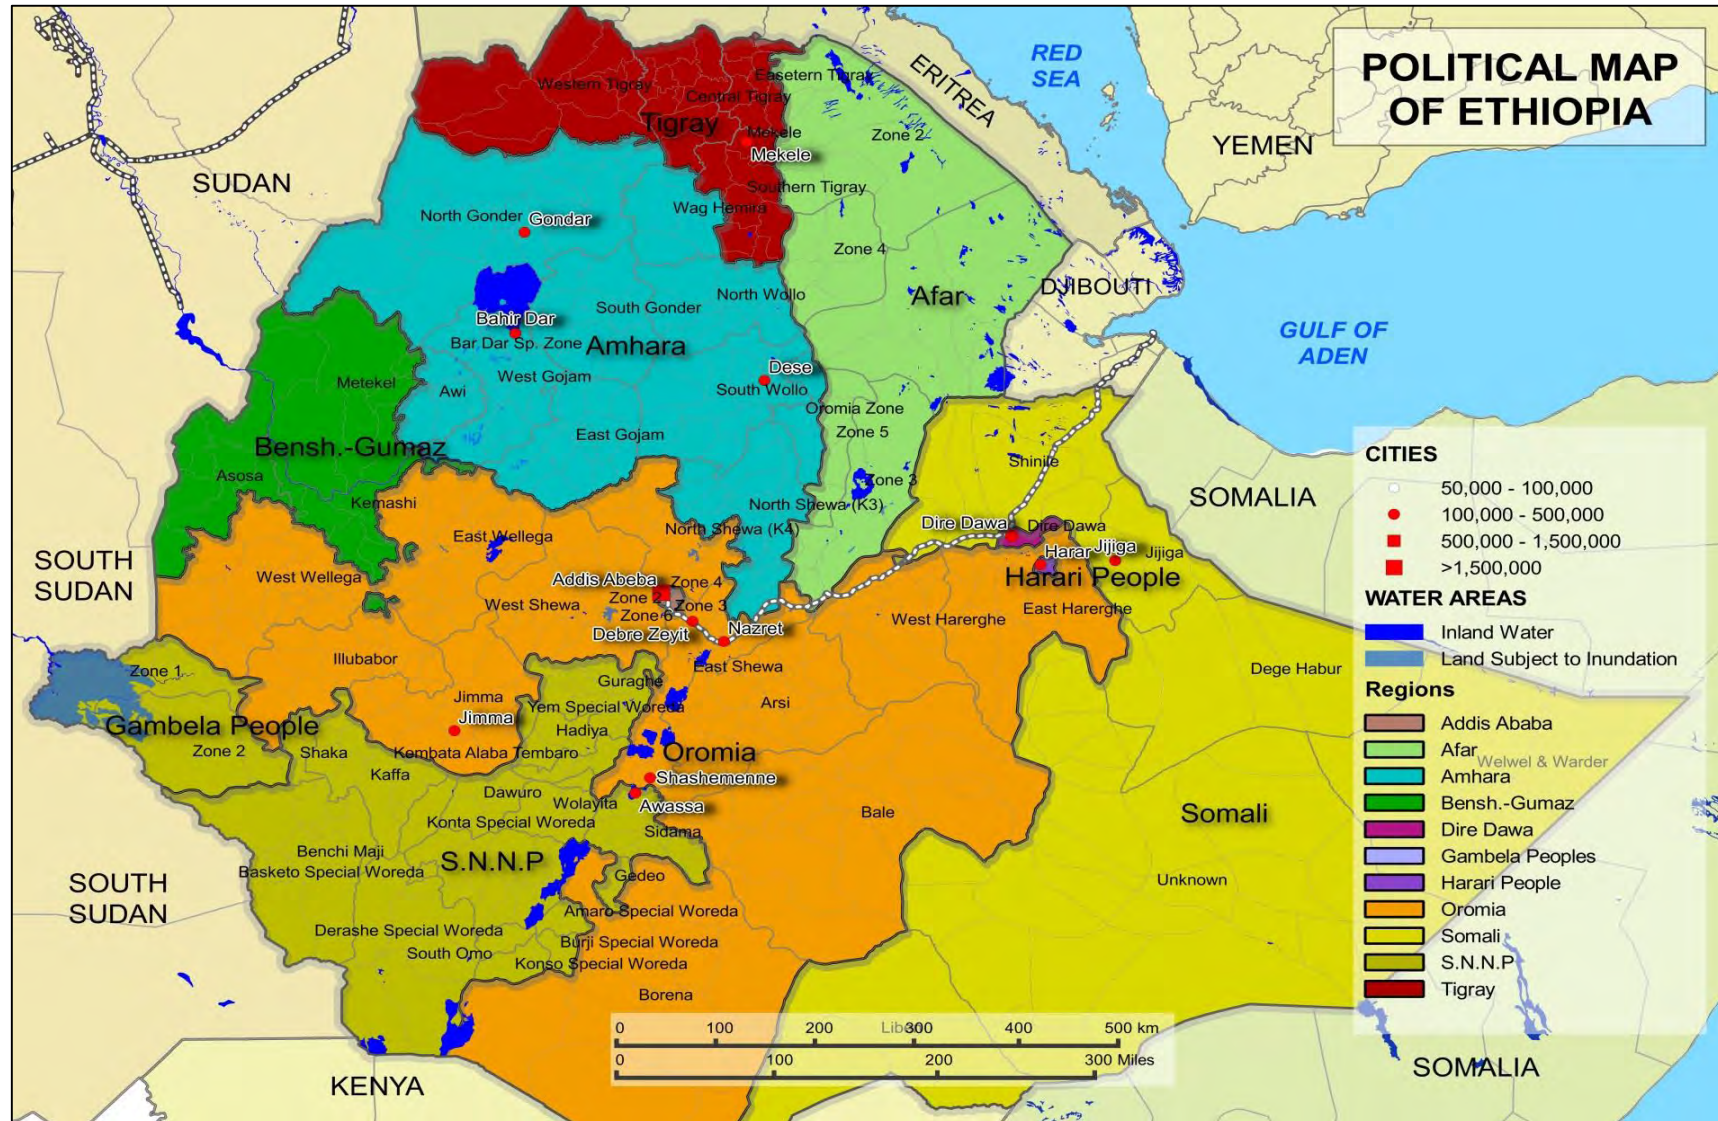 POLITICAL MAP
OF ETHIOPIA
RED
SEA
ERITREA
YEMEN
SUDAN
Western Tigray
Easetern Tigray
Central Tigray
Tigray
Mekele
Mekele
Zone 2
Southern Tigray
Wag Hemira
North Gonder
Gondar
Zone 4
Afar
DJIBOUTI
GULF OF
ADEN
North Wollo
South Gonder
Bahir Dar
Bar Dar Sp. Zone
Amhara
West Gojam
Awi
Metekel
Dese
South Wollo
Oromia Zone
Zone 5
East Gojam
Bensh.-Gumaz
Asosa
Kemashi
Zone 3
North Shewa (K3)
North Shewa (K4)
Shinile
SOMALIA
Dire Dawa
Dire Dawa
Harar
Jijiga
Jijiga
Harari People
East Harerghe
West Harerghe
East Wellega
West Wellega
SOUTH
SUDAN
Addis Abeba
Zone 4
Zone 2
Zone 3
Zone 6
West Shewa
Debre Zeyit
Nazret
East Shewa
Arsi
Illubabor
Zone 1
Gambela People
Zone 2
Guraghe
Jimma
Jimma
Yem Special Woreda
Hadiya
Kembata Alaba Tembaro
Oromia
Shaka
Kaffa
Shashemenne
Dawuro
Wolayita
Awassa
Konta Special Woreda
Sidama
Bale
Dege Habur
Welwel & Warder
Somali
Unknown
Benchi Maji
S.N.N.P
Basketo Special Woreda
Gedeo
SOUTH
SUDAN
Amaro Special Woreda
Derashe Special Woreda
Burji Special Woreda
South Omo
Konso Special Woreda
Borena
KENYA
SOMALIA
0 100 200 300 400 500 km
0 100 200 300 Miles
CITIES
50,000 - 100,000
100,000 - 500,000
500,000 - 1,500,000
>1,500,000
WATER AREAS
Inland Water
Land Subject to Inundation
Regions
Addis Ababa
Afar
Amhara
Bensh.-Gumaz
Dire Dawa
Gambela Peoples
Harari People
Oromia
Somali
S.N.N.P
Tigray